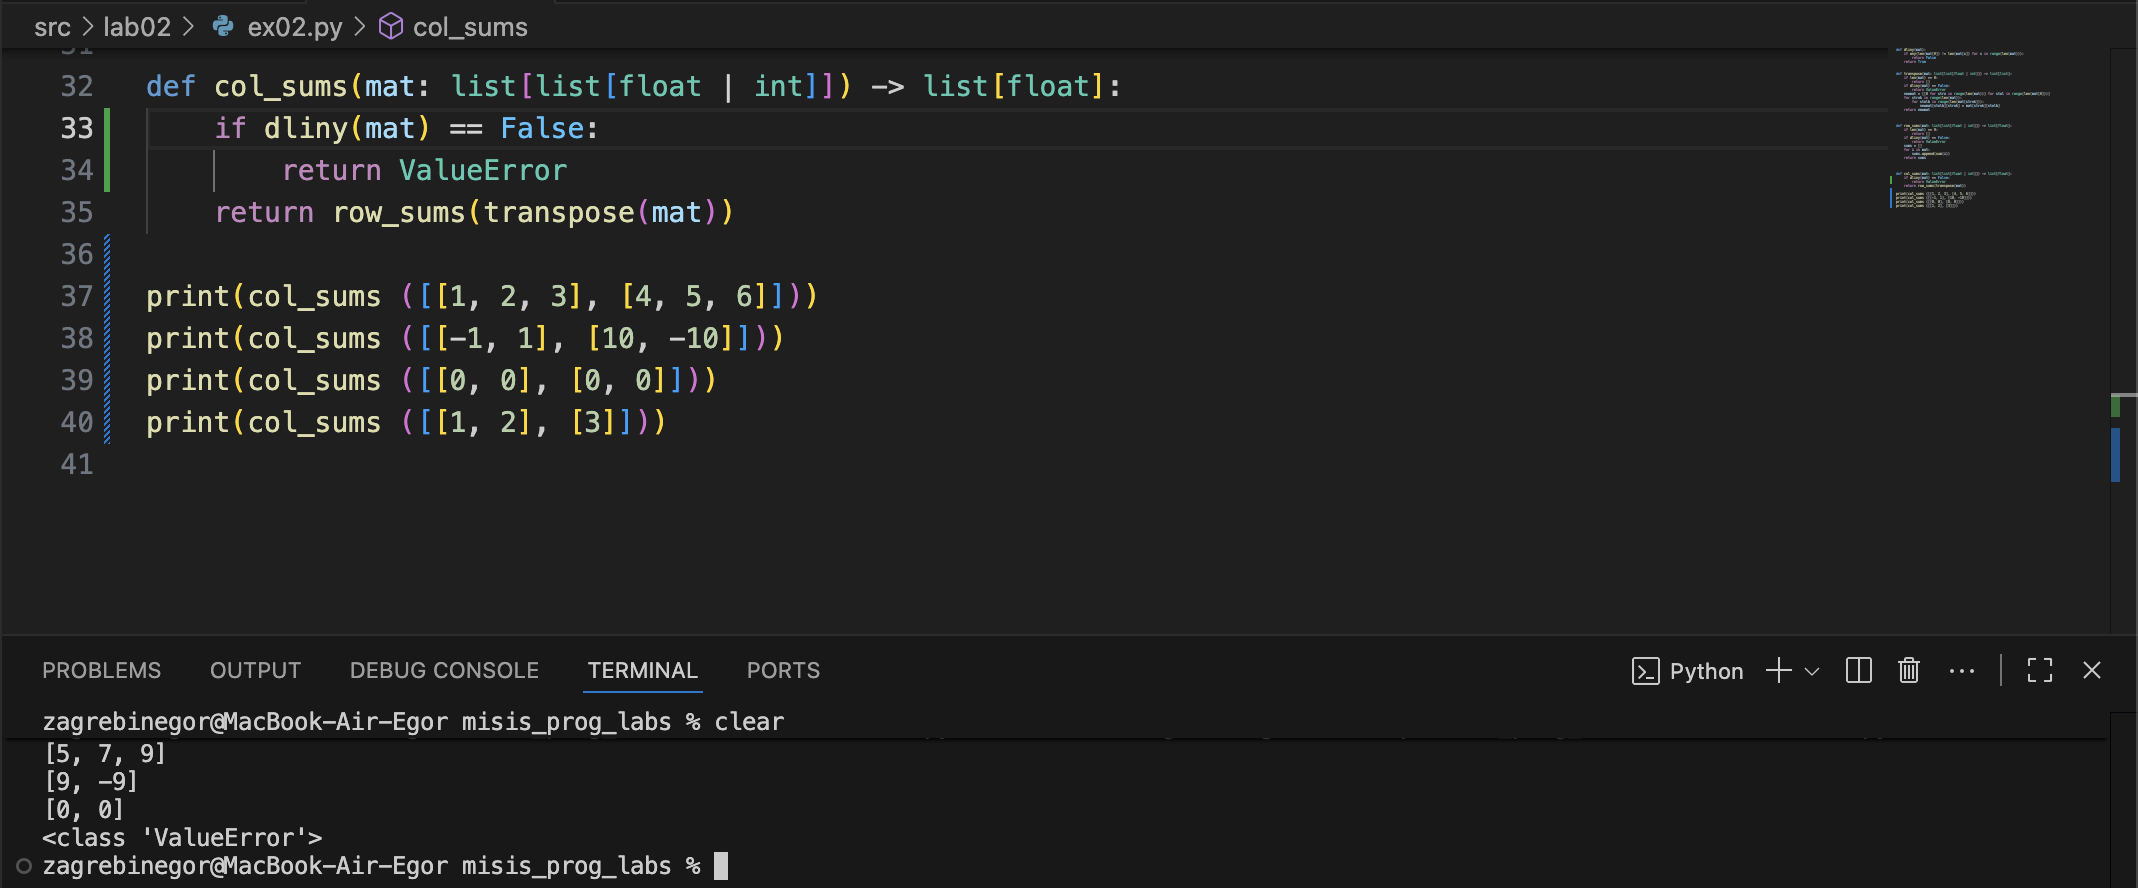 src > lab02 > ex02.py > col_sums
31
32 def col_sums(mat: list[list[float | int]]) -> list[float]:
33 if dliny(mat) == False:
34 return ValueError
35 return row_sums(transpose(mat))
36
37 print(col_sums ([[1, 2, 3], [4, 5, 6]]))
38 print(col_sums ([[-1, 1], [10, -10]]))
39 print(col_sums ([[0, 0], [0, 0]]))
40 print(col_sums ([[1, 2], [3]]))
41
PROBLEMS OUTPUT DEBUG CONSOLE TERMINAL PORTS Python
zagrebinegor@MacBook-Air-Egor misis_prog_labs % clear
[5, 7, 9]
[9, -9]
[0, 0]
<class 'ValueError'>
zagrebinegor@MacBook-Air-Egor misis_prog_labs %